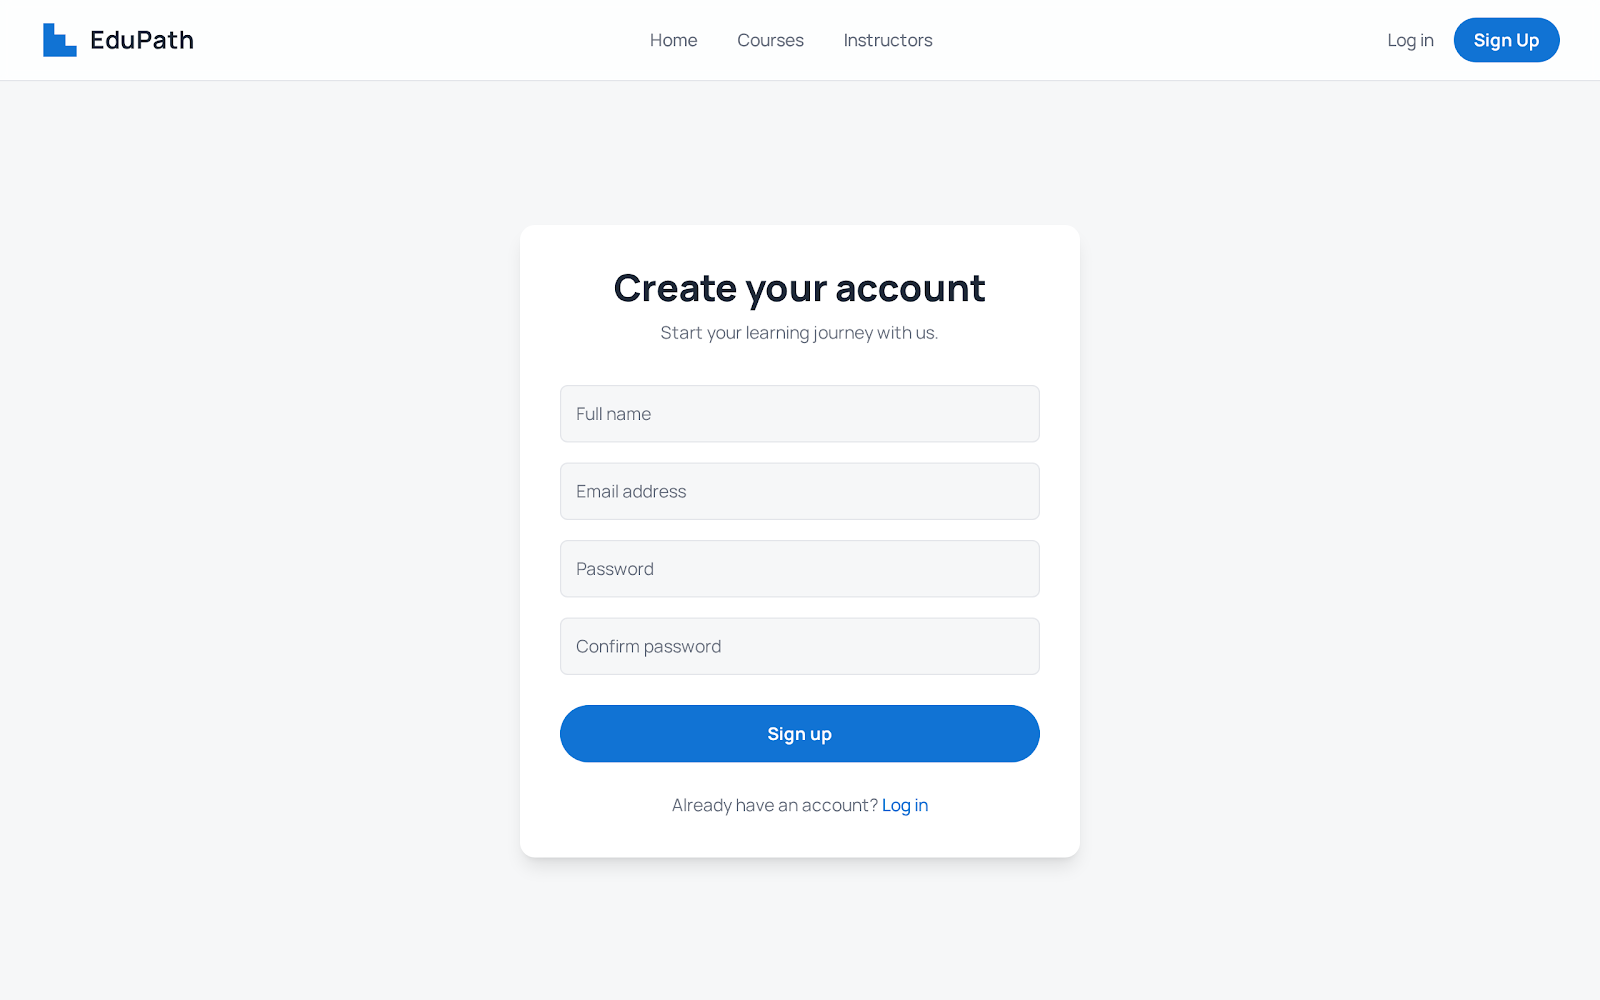 EduPath
Home Courses Instructors
Log in Sign Up
Create your account
Start your learning journey with us.
Full name
Email address
Password
Confirm password
Sign up
Already have an account? Log in